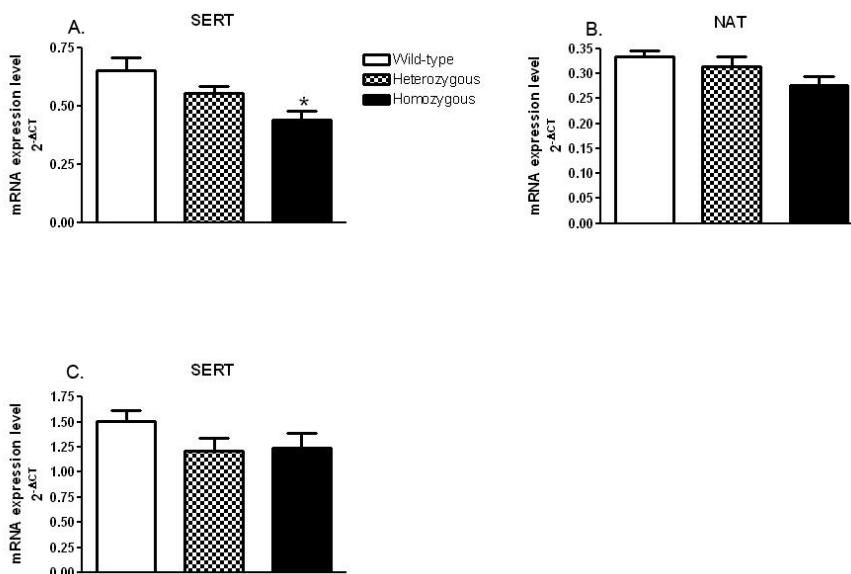 A.
SERT
mRNA expression level
2-ΔCT
0.75
0.50
0.25
0.00
*
Wild-type
Heterozygous
Homozygous
B.
NAT
mRNA expression level
2-ΔCT
0.35
0.30
0.25
0.20
0.15
0.10
0.05
0.00
C.
SERT
mRNA expression level
2-ΔCT
1.75
1.50
1.25
1.00
0.75
0.50
0.25
0.00